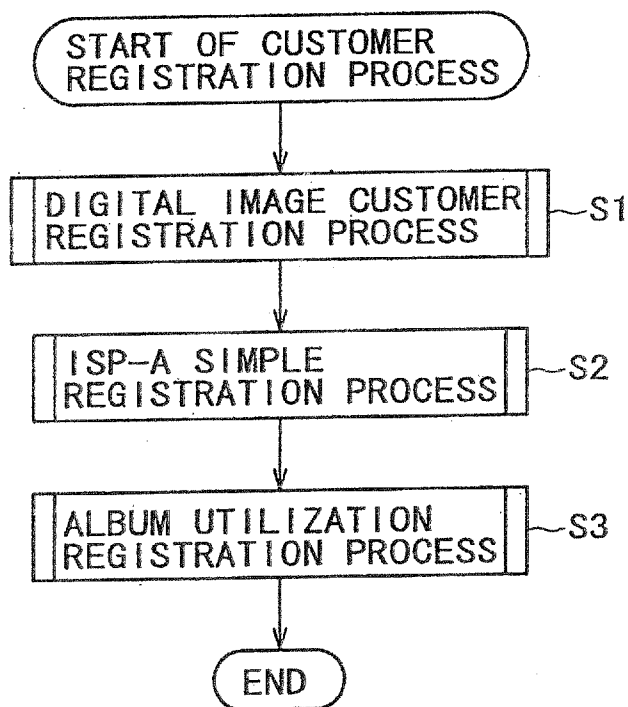 START OF CUSTOMER
REGISTRATION PROCESS
DIGITAL IMAGE CUSTOMER
REGISTRATION PROCESS
S1
ISP-A SIMPLE
REGISTRATION PROCESS
S2
ALBUM UTILIZATION
REGISTRATION PROCESS
S3
END